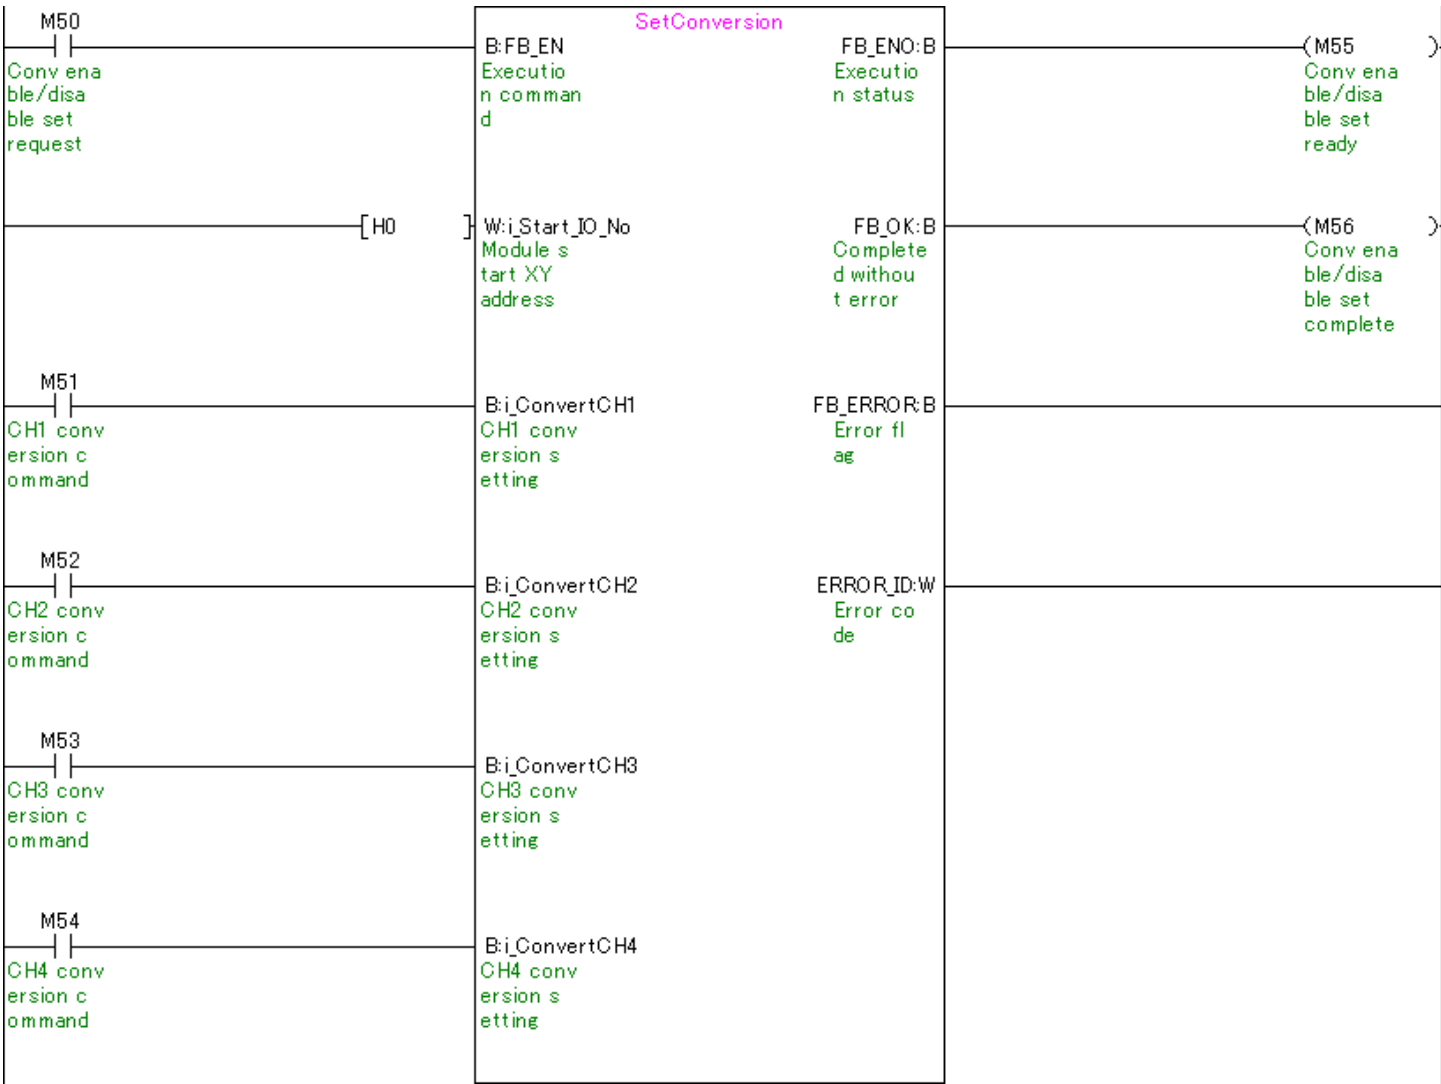 SetConversion
M50
B:FB_EN
FB_ENO:B
(M55 )
Conv ena
ble/disa
ble set
request
Executio
n comman
d
Executio
n status
Conv ena
ble/disa
ble set
ready
[H0 ]
W:i_Start_IO_No
FB_OK:B
(M56 )
Module s
tart XY
address
Complete
d withou
t error
Conv ena
ble/disa
ble set
complete
M51
B:i_ConvertCH1
FB_ERROR:B
CH1 conv
ersion c
ommand
CH1 conv
ersion s
etting
Error fl
ag
M52
B:i_ConvertCH2
ERROR_ID:W
CH2 conv
ersion c
ommand
CH2 conv
ersion s
etting
Error co
de
M53
B:i_ConvertCH3
CH3 conv
ersion c
ommand
CH3 conv
ersion s
etting
M54
B:i_ConvertCH4
CH4 conv
ersion c
ommand
CH4 conv
ersion s
etting